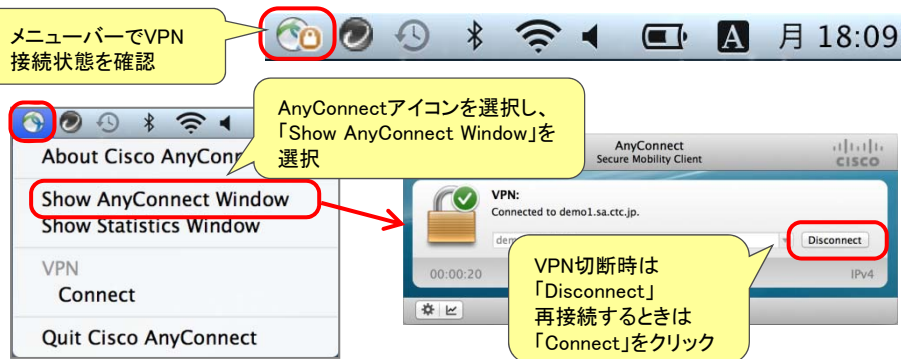 メニューバーでVPN
接続状態を確認
A 月 18:09
AnyConnectアイコンを選択し、
「Show AnyConnect Window」を
選択
About Cisco
Show AnyConnect Window
Show Statistics Window
VPN
Connect
Quit Cisco AnyConnect
AnyConnect
Secure Mobility Client
CISCO
VPN:
Connected to demo1.sa.ctc.jp.
Disconnect
00:00:20
IPv4
VPN切断時は
「Disconnect」
再接続するときは
「Connect」をクリック